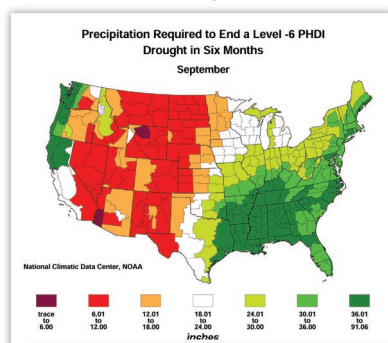 Precipitation Required to End a Level -6 PHDI
Drought in Six Months
September
National Climatic Data Center, NOAA
trace
to
6.00
6.01
to
12.00
12.01
to
18.00
18.01
to
24.00
24.01
to
30.00
30.01
to
36.00
36.01
to
91.06
inches